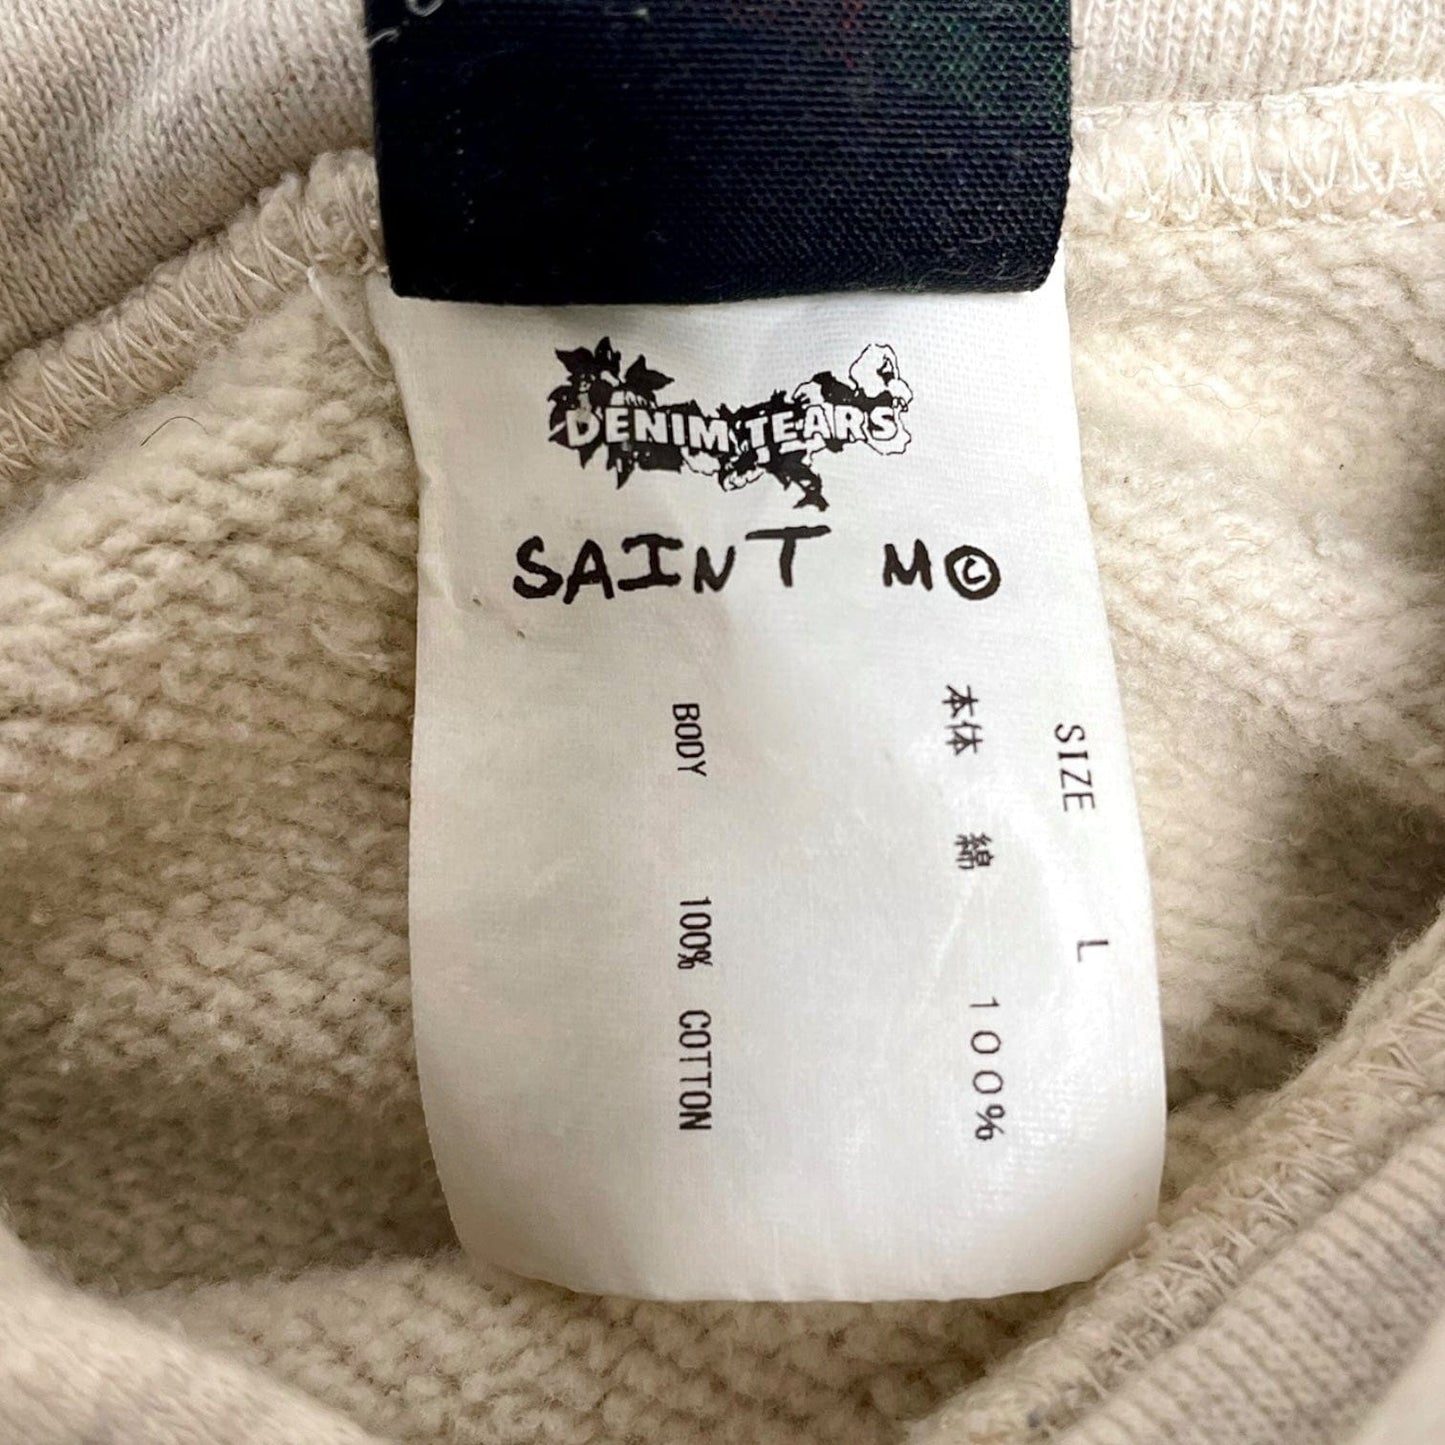 DENIM TEARS
SAINT M©
SIZE L
本体 綿 100%
BODY 100% COTTON